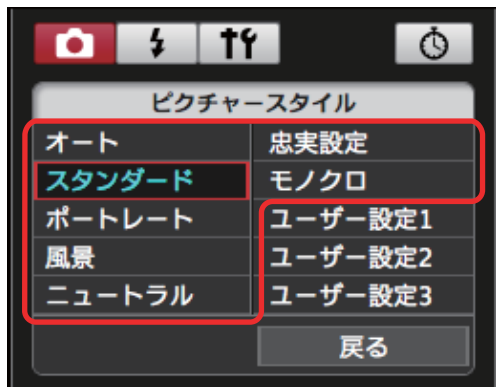 ピクチャースタイル
オート
スタンダード
ポートレート
風景
ニュートラル
忠実設定
モノクロ
ユーザー設定1
ユーザー設定2
ユーザー設定3
戻る